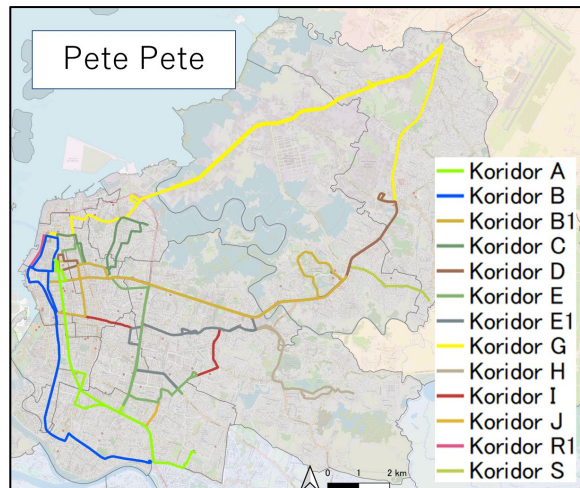 Pete Pete
Koridor A
Koridor B
Koridor B1
Koridor C
Koridor D
Koridor E
Koridor E1
Koridor G
Koridor H
Koridor I
Koridor J
Koridor R1
Koridor S
0 1 2 km